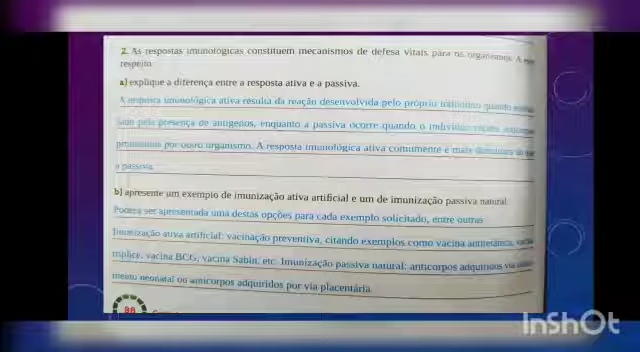 2. As respostas imunológicas constituem mecanismos de defesa vitais para os organismos. A esse
respeito:
a) explique a diferença entre a resposta ativa e a passiva.
A resposta imunológica ativa resulta da reação desenvolvida pelo próprio indivíduo quando
pela presença de antígenos, enquanto a passiva ocorre quando o indivíduo recebe anticorpos
por outro organismo. A resposta imunológica ativa comumente é mais duradoura do que
a passiva.
b) apresente um exemplo de imunização ativa artificial e um de imunização passiva natural.
Poderá ser apresentada uma destas opções para cada exemplo solicitado, entre outras.
Imunização ativa artificial: vacinação preventiva, citando exemplos como vacina antitetânica,
tríplice, vacina BCG, vacina Sabin, etc. Imunização passiva natural: anticorpos adquiridos via
mento neonatal ou anticorpos adquiridos por via placentária.
88
InShOt